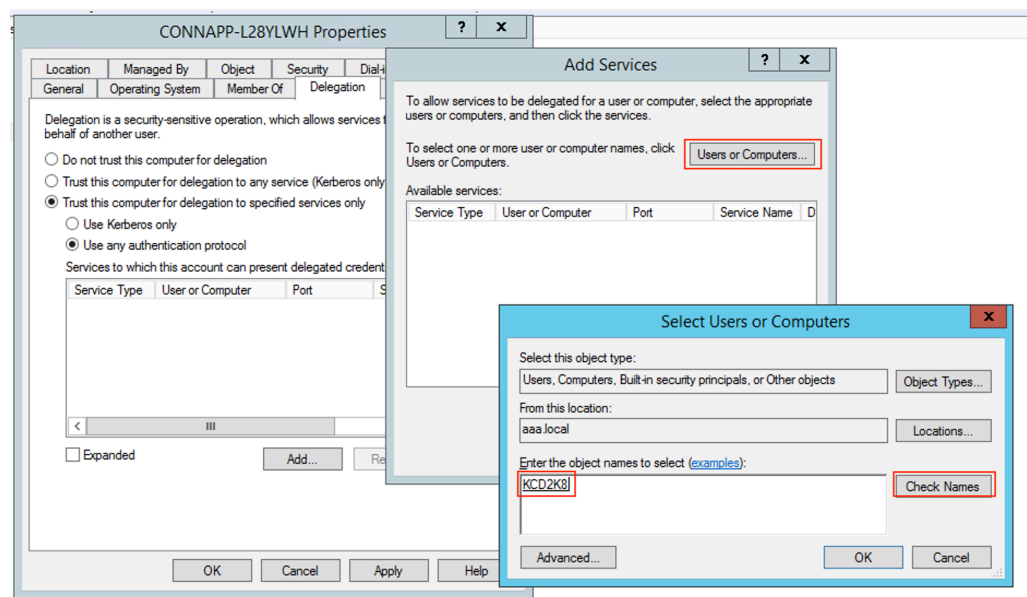 CONNAPP-L28YLWH Properties
? x
Location Managed By Object Security
General Operating System Member Of Delegation
Delegation is a security-sensitive operation, which allows services
behalf of another user.
Do not trust this computer for delegation
Trust this computer for delegation to any service (Kerberos only
Trust this computer for delegation to specified services only
Use Kerberos only
Use any authentication protocol
Services to which this account can present delegated
Service Type User or Computer Port
Expanded
Add...
OK Cancel Apply Help
Add Services
? x
To allow services to be delegated for a user or computer, select the appropriate
users or computers, and then click the services.
To select one or more user or computer names, click
Users or Computers.
Users or Computers...
Available services:
Service Type User or Computer Port Service Name D
Select Users or Computers
x
Select this object type:
Users, Computers, Built-in security principals, or Other objects
Object Types...
From this location:
aaa.local
Locations...
Enter the object names to select (examples):
KCD2K8
Check Names
Advanced...
OK Cancel